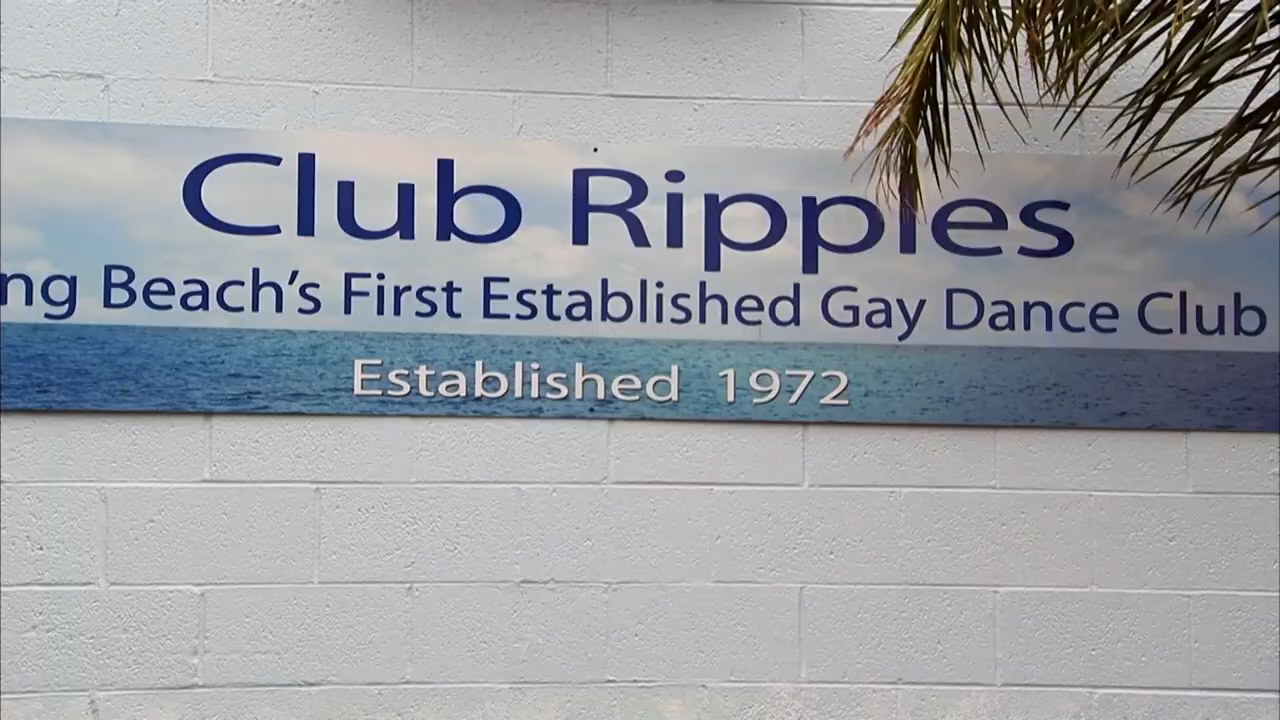 Club Ripples
ng Beach's First Established Gay Dance Club
Established 1972